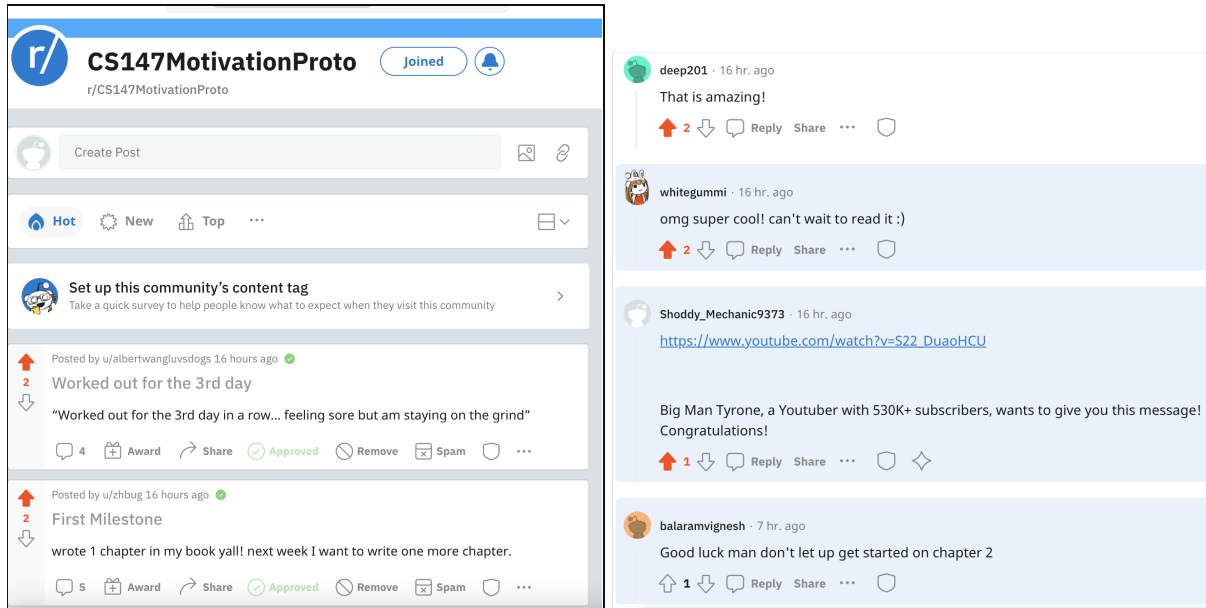 r/
CS147MotivationProto
Joined
r/CS147MotivationProto
Create Post
Hot
New
Top
Set up this community's content tag
Take a quick survey to help people know what to expect when they visit this community
Posted by u/albertwangluvsdogs 16 hours ago
2
Worked out for the 3rd day
“Worked out for the 3rd day in a row... feeling sore but am staying on the grind”
4 Award Share Approved Remove Spam
Posted by u/zhbug 16 hours ago
2
First Milestone
wrote 1 chapter in my book yall! next week I want to write one more chapter.
5 Award Share Approved Remove Spam
deep201 · 16 hr. ago
That is amazing!
2 Reply Share
whitegummi · 16 hr. ago
omg super cool! can't wait to read it :)
2 Reply Share
Shoddy_Mechanic9373 · 16 hr. ago
https://www.youtube.com/watch?v=S22_DuaoHCU
Big Man Tyrone, a Youtuber with 530K+ subscribers, wants to give you this message!
Congratulations!
1 Reply Share
balaramvignesh · 7 hr. ago
Good luck man don't let up get started on chapter 2
1 Reply Share